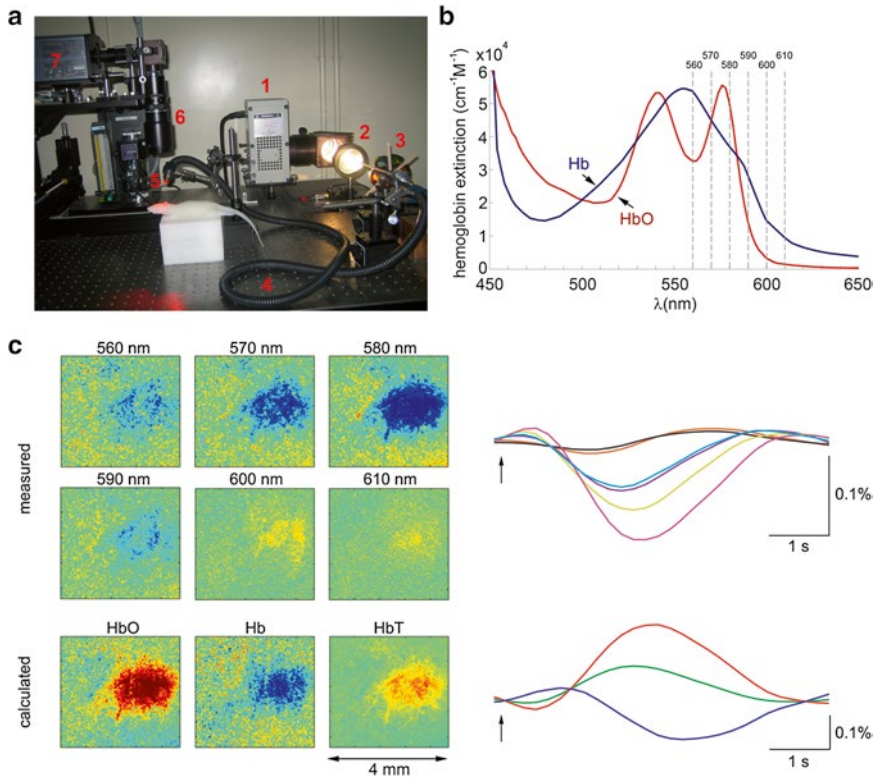 a
7
1
2
3
6
5
4
b
x10⁴
560
570
580
590
600
610
6
5
4
3
2
1
0
hemoglobin extinction (cm⁻¹M⁻¹)
Hb
HbO
450
500
550
600
650
λ(nm)
c
measured
560 nm
570 nm
580 nm
590 nm
600 nm
610 nm
0.1%
1 s
calculated
HbO
Hb
HbT
4 mm
0.1%
1 s